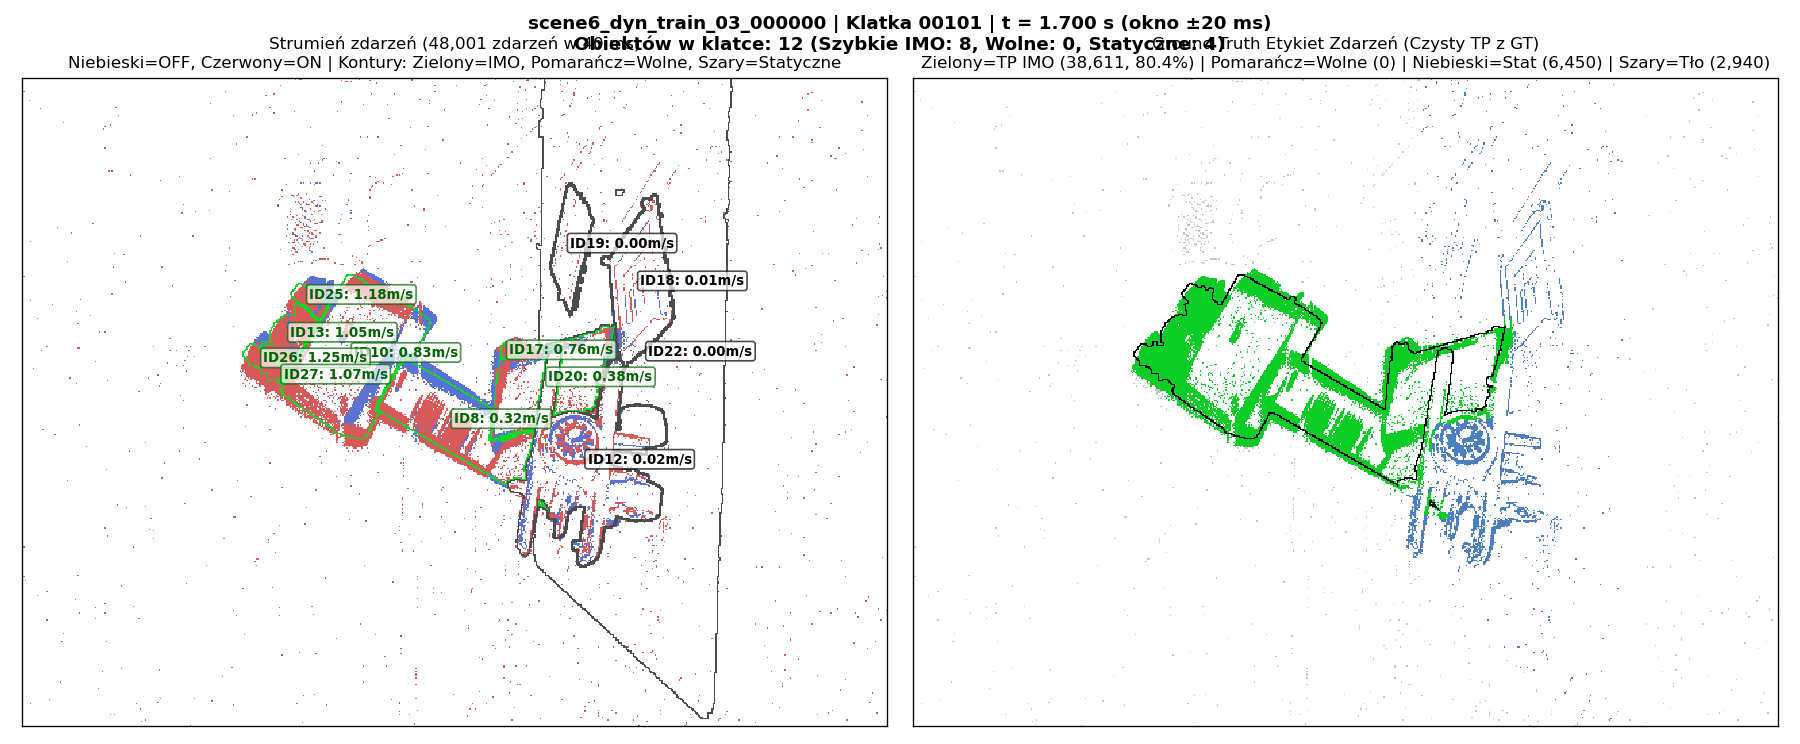 scene6_dyn_train_03_000000 | Klatka 00101 | t = 1.700 s (okno ±20 ms)
Obiektów w klatce: 12 (Szybkie IMO: 8, Wolne: 0, Statyczne: 4)
Strumień zdarzeń (48,001 zdarzeń w
Niebieski=OFF, Czerwony=ON | Kontury: Zielony=IMO, Pomarańcz=Wolne, Szary=Statyczne
Truth Etykiet Zdarzeń (Czysty TP z GT)
Zielony=TP IMO (38,611, 80.4%) | Pomarańcz=Wolne (0) | Niebieski=Stat (6,450) | Szary=Tło (2,940)
ID19: 0.00m/s
ID18: 0.01m/s
ID25: 1.18m/s
ID13: 1.05m/s
ID26: 1.25m/s
10: 0.83m/s
ID27: 1.07m/s
ID17: 0.76m/s
ID22: 0.00m/s
ID20: 0.38m/s
ID8: 0.32m/s
ID12: 0.02m/s